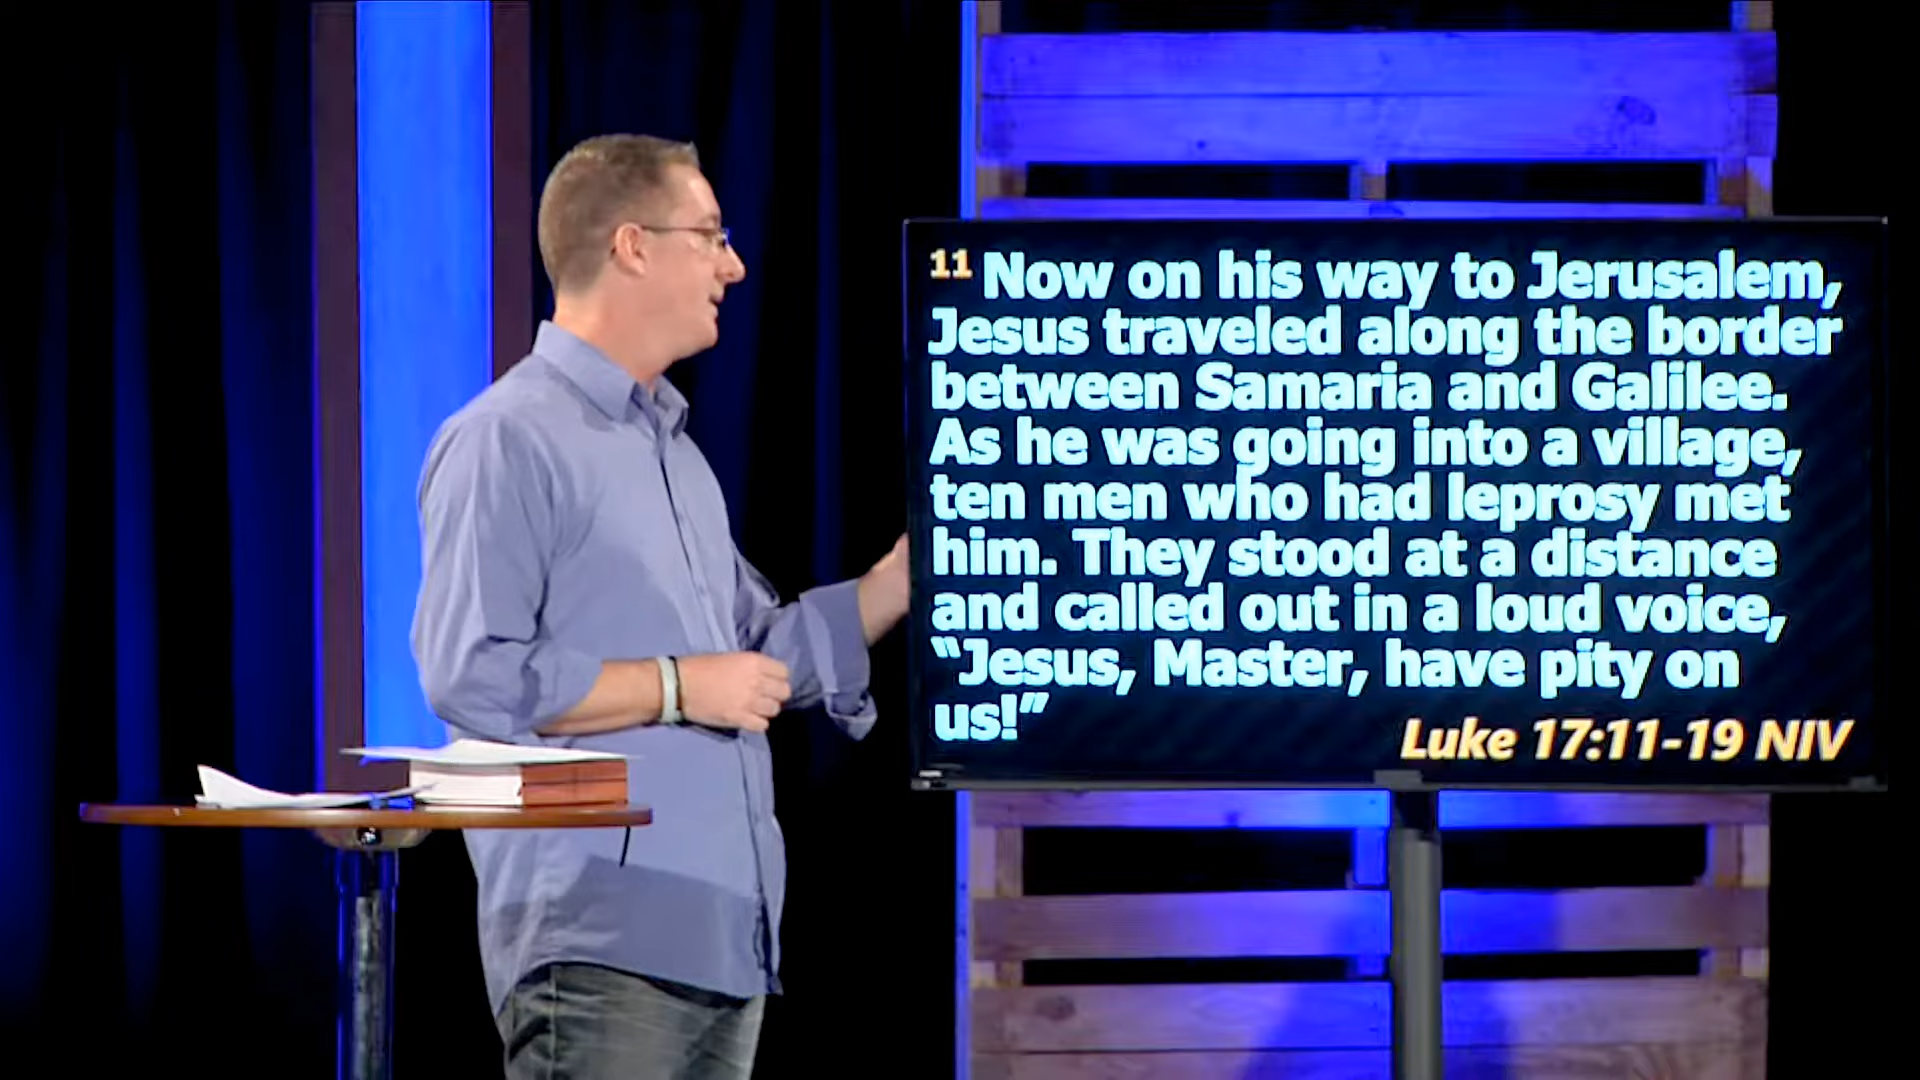 11 Now on his way to Jerusalem,
Jesus traveled along the border
between Samaria and Galilee.
As he was going into a village,
ten men who had leprosy met
him. They stood at a distance
and called out in a loud voice,
“Jesus, Master, have pity on
us!”
Luke 17:11-19 NIV